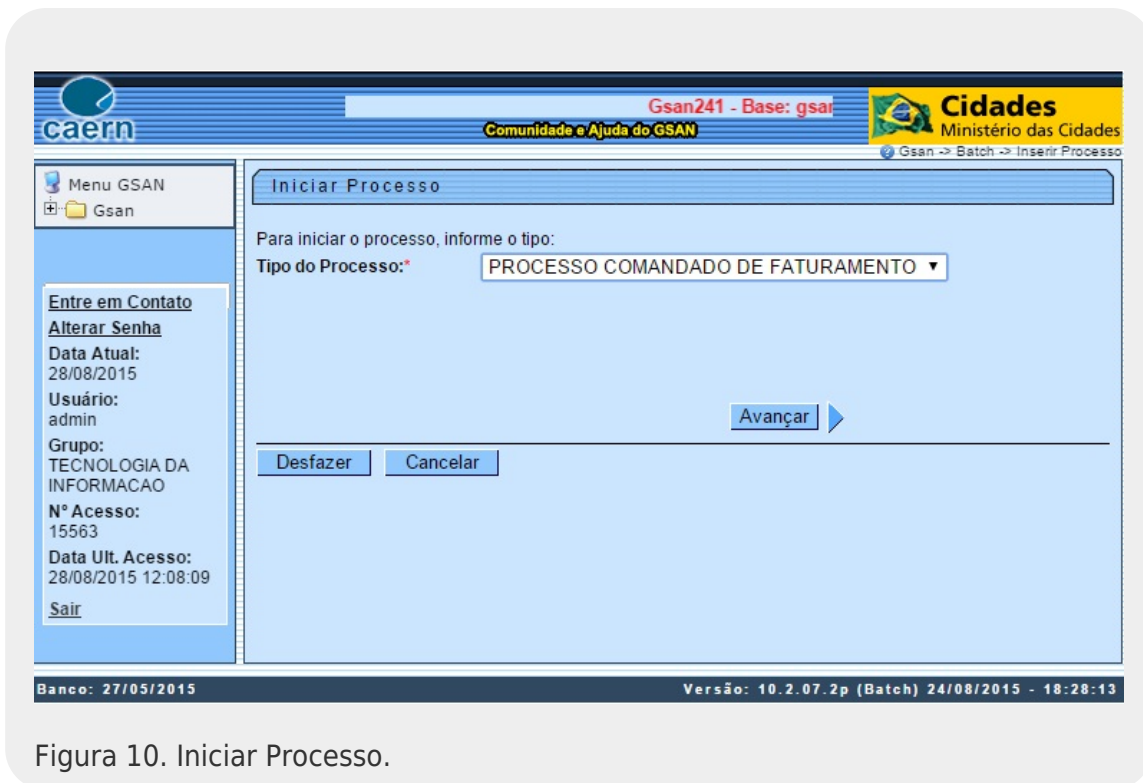 caern
Gsan241 - Base: gsan
Comunidade e Ajuda do GSAN
Cidades
Ministério das Cidades
Gsan -> Batch -> Inserir Processo
Menu GSAN
Gsan
Iniciar Processo
Para iniciar o processo, informe o tipo:
Tipo do Processo:* PROCESSO COMANDADO DE FATURAMENTO
Avançar
Desfazer Cancelar
Entre em Contato
Alterar Senha
Data Atual:
28/08/2015
Usuário:
admin
Grupo:
TECNOLOGIA DA
INFORMACAO
Nº Acesso:
15563
Data Ult. Acesso:
28/08/2015 12:08:09
Sair
Banco: 27/05/2015 Versão: 10.2.07.2p (Batch) 24/08/2015 - 18:28:13
Figura 10. Iniciar Processo.